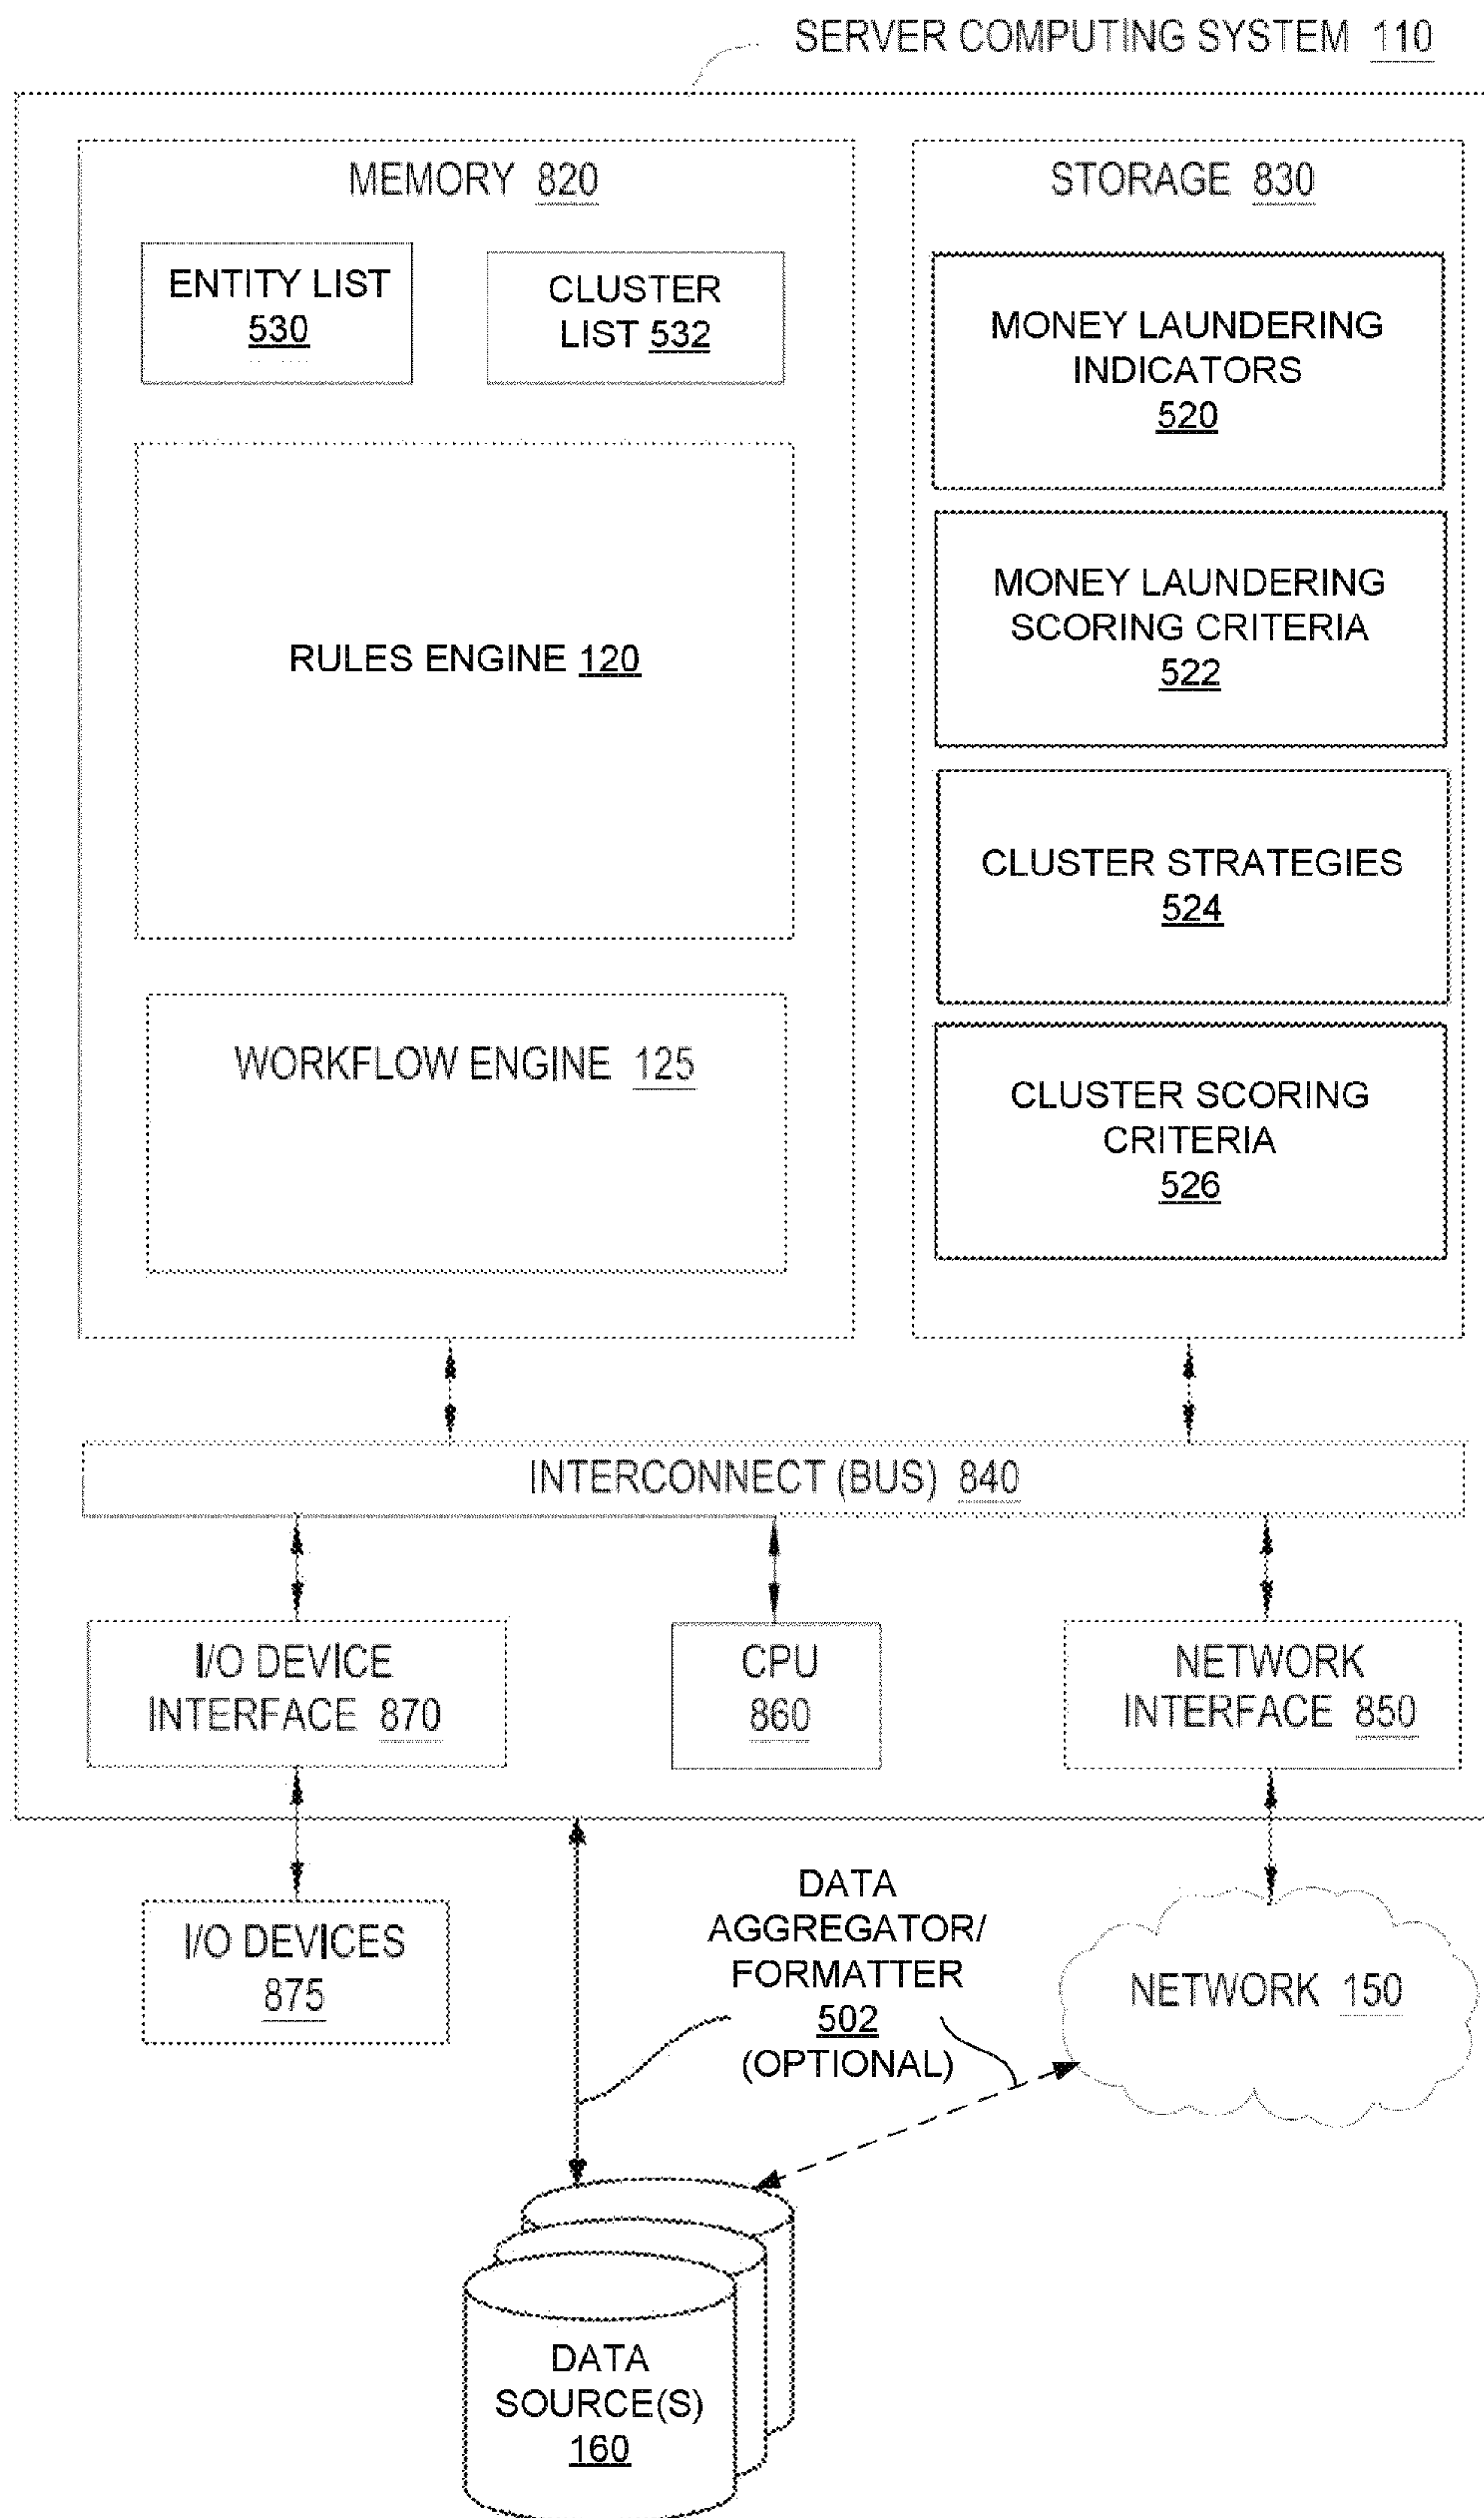 SERVER COMPUTING SYSTEM 110
MEMORY 820
ENTITY LIST
530
CLUSTER
LIST 532
RULES ENGINE 120
WORKFLOW ENGINE 125
STORAGE 830
MONEY LAUNDERING
INDICATORS
520
MONEY LAUNDERING
SCORING CRITERIA
522
CLUSTER STRATEGIES
524
CLUSTER SCORING
CRITERIA
526
INTERCONNECT (BUS) 840
I/O DEVICE
INTERFACE 870
CPU
860
NETWORK
INTERFACE 850
I/O DEVICES
875
DATA
AGGREGATOR/
FORMATTER
502
(OPTIONAL)
NETWORK 150
DATA
SOURCE(S)
160